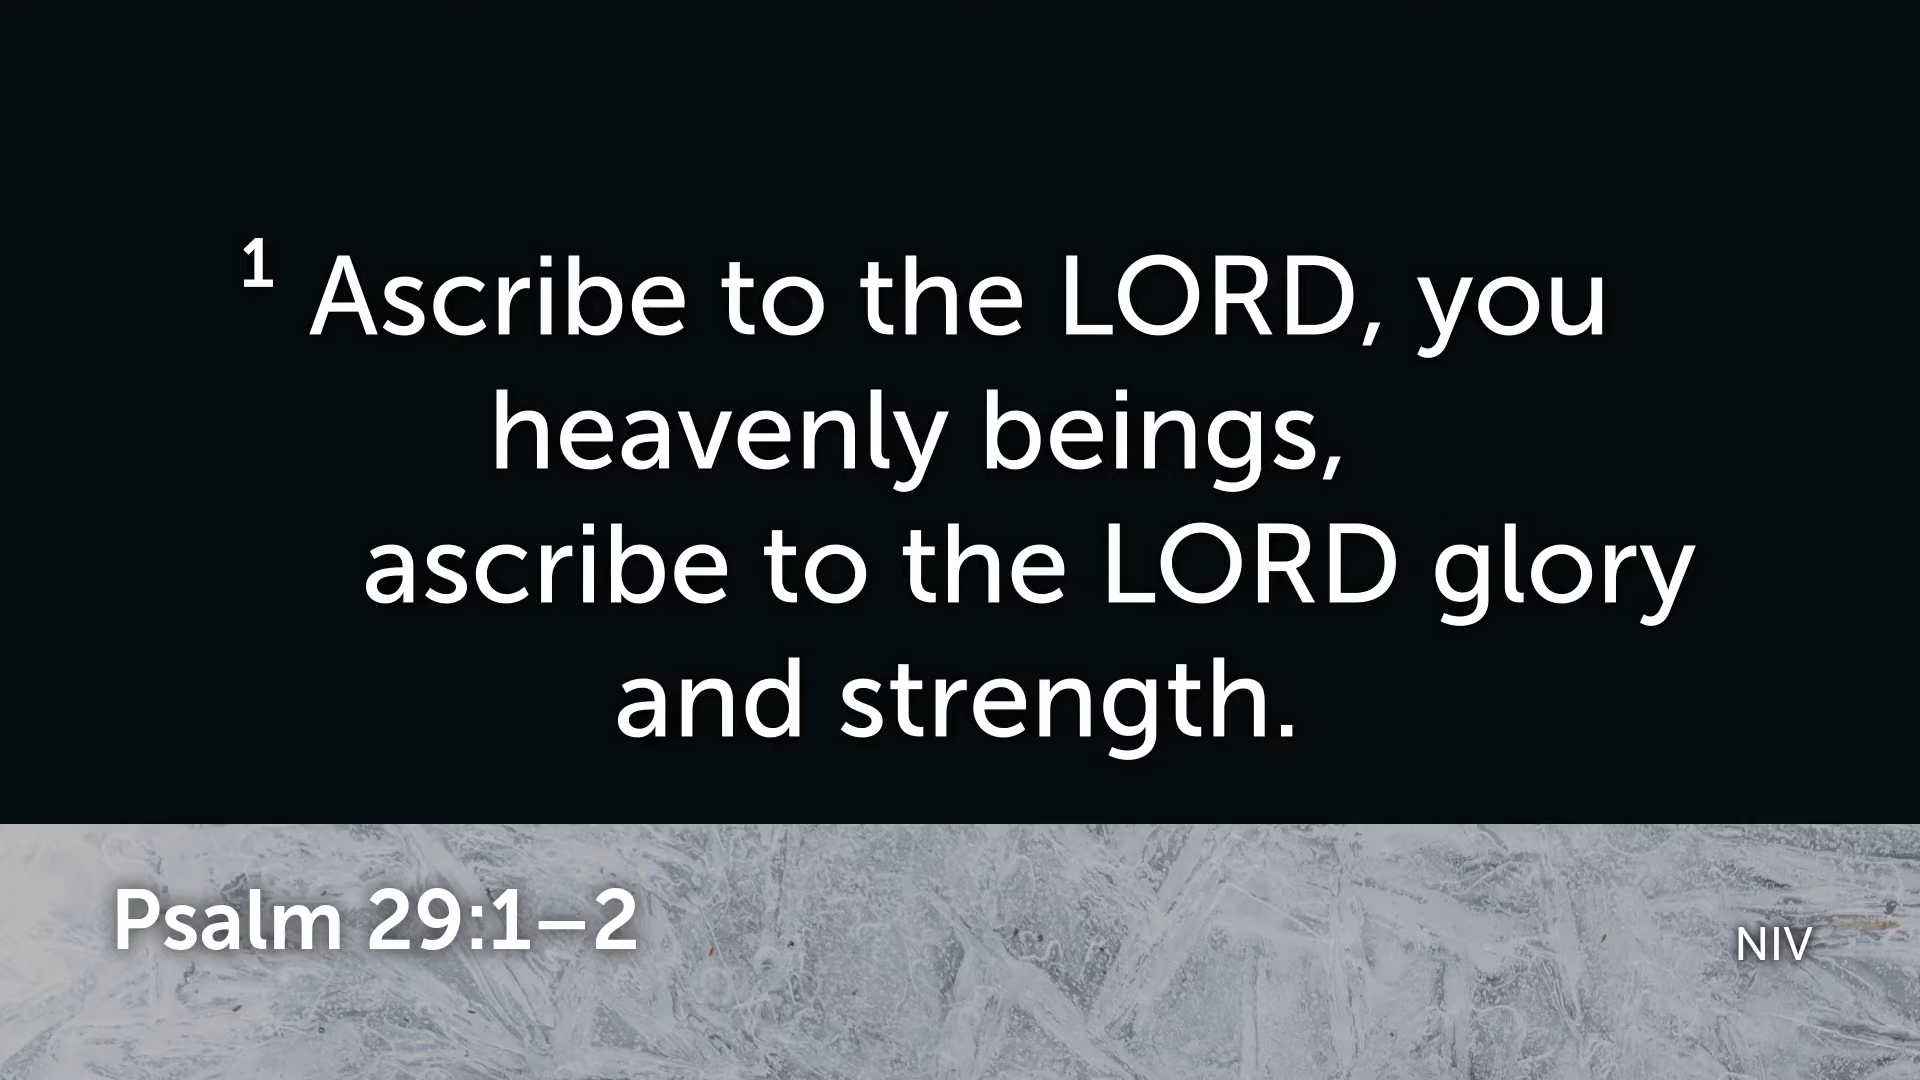 1 Ascribe to the LORD, you
heavenly beings,
ascribe to the LORD glory
and strength.
Psalm 29:1–2
NIV